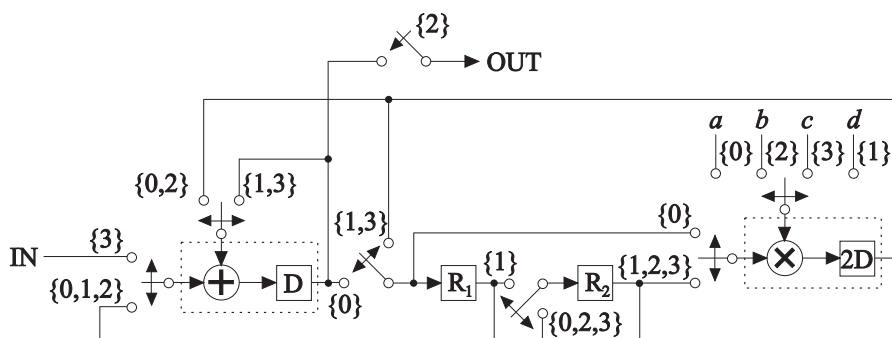 {2}
OUT
a b c d
{0} {2} {3} {1}
{0,2} {1,3}
{1,3} {0}
IN {3}
+ D {1} {1,2,3} × 2D
{0,1,2} {0} R1 R2
{0,2,3}